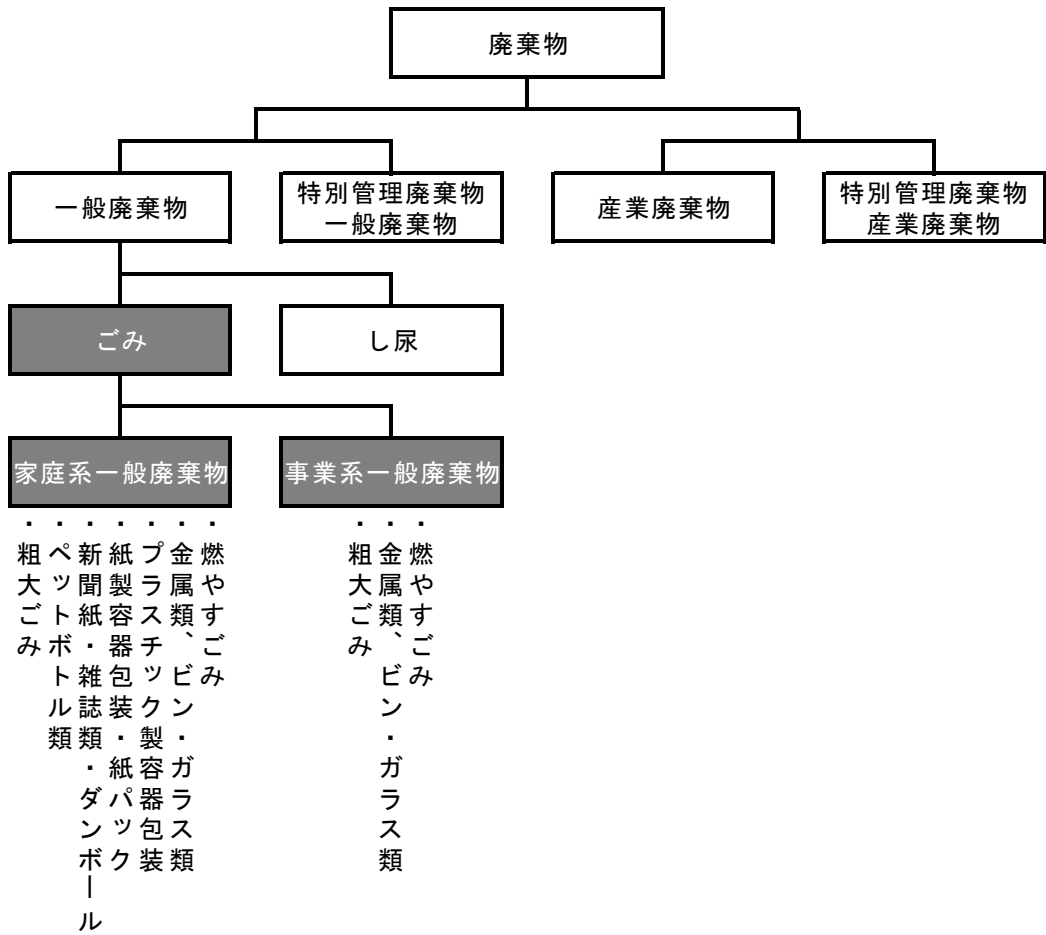 廃棄物
一般廃棄物
特別管理廃棄物
一般廃棄物
産業廃棄物
特別管理廃棄物
産業廃棄物
ごみ
し尿
家庭系一般廃棄物
事業系一般廃棄物
・燃やすごみ
・金属類、ビン・ガラス類
・プラスチック製容器包装
・紙製容器包装・紙パック
・新聞紙・雑誌類・ダンボール
・ペットボトル類
・粗大ごみ
・燃やすごみ
・金属類、ビン・ガラス類
・粗大ごみ